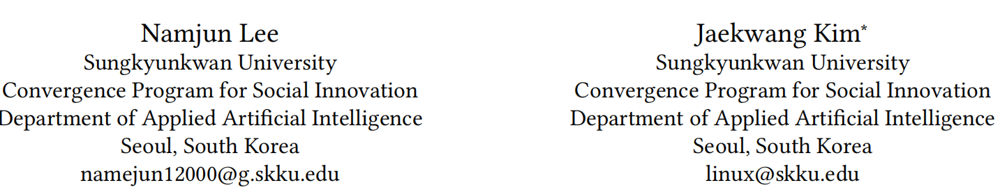 Namjun Lee
Sungkyunkwan University
Convergence Program for Social Innovation
Department of Applied Artificial Intelligence
Seoul, South Korea
namejun12000@g.skku.edu
Jaekwang Kim*
Sungkyunkwan University
Convergence Program for Social Innovation
Department of Applied Artificial Intelligence
Seoul, South Korea
linux@skku.edu